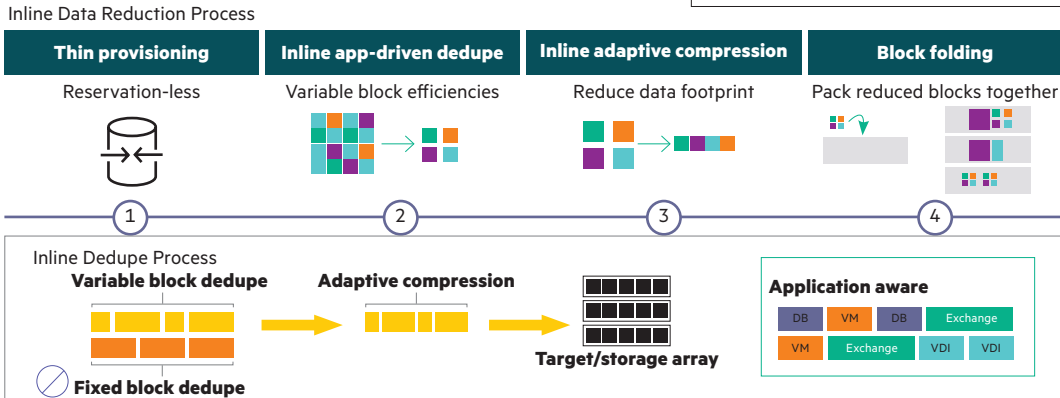 Inline Data Reduction Process
Thin provisioning
Inline app-driven dedupe
Inline adaptive compression
Block folding
Reservation-less
Variable block efficiencies
Reduce data footprint
Pack reduced blocks together
1
2
3
4
Inline Dedupe Process
Variable block dedupe
Adaptive compression
Target/storage array
Fixed block dedupe
Application aware
DB VM DB Exchange
VM Exchange VDI VDI